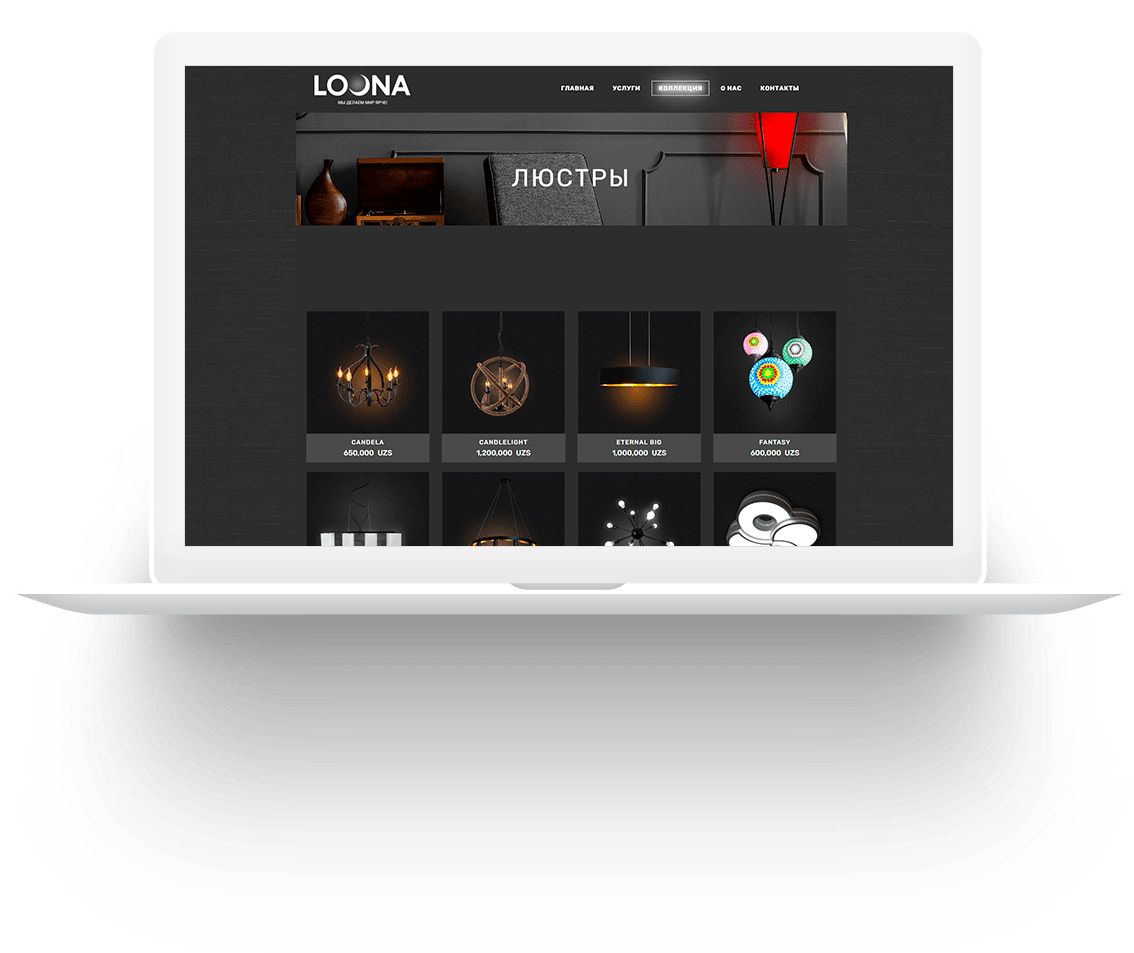 LOONA
МЫ ДЕЛАЕМ МИР ЯРЧЕ!
ГЛАВНАЯ УСЛУГИ КОЛЛЕКЦИЯ О НАС КОНТАКТЫ
ЛЮСТРЫ
CANDELA
650,000 UZS
CANDLELIGHT
1,200,000 UZS
ETERNAL BIG
1,000,000 UZS
FANTASY
600,000 UZS